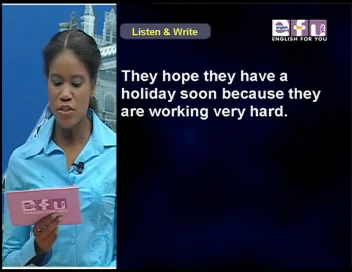 Listen & Write
efu
ENGLISH FOR YOU
They hope they have a
holiday soon because they
are working very hard.
efu